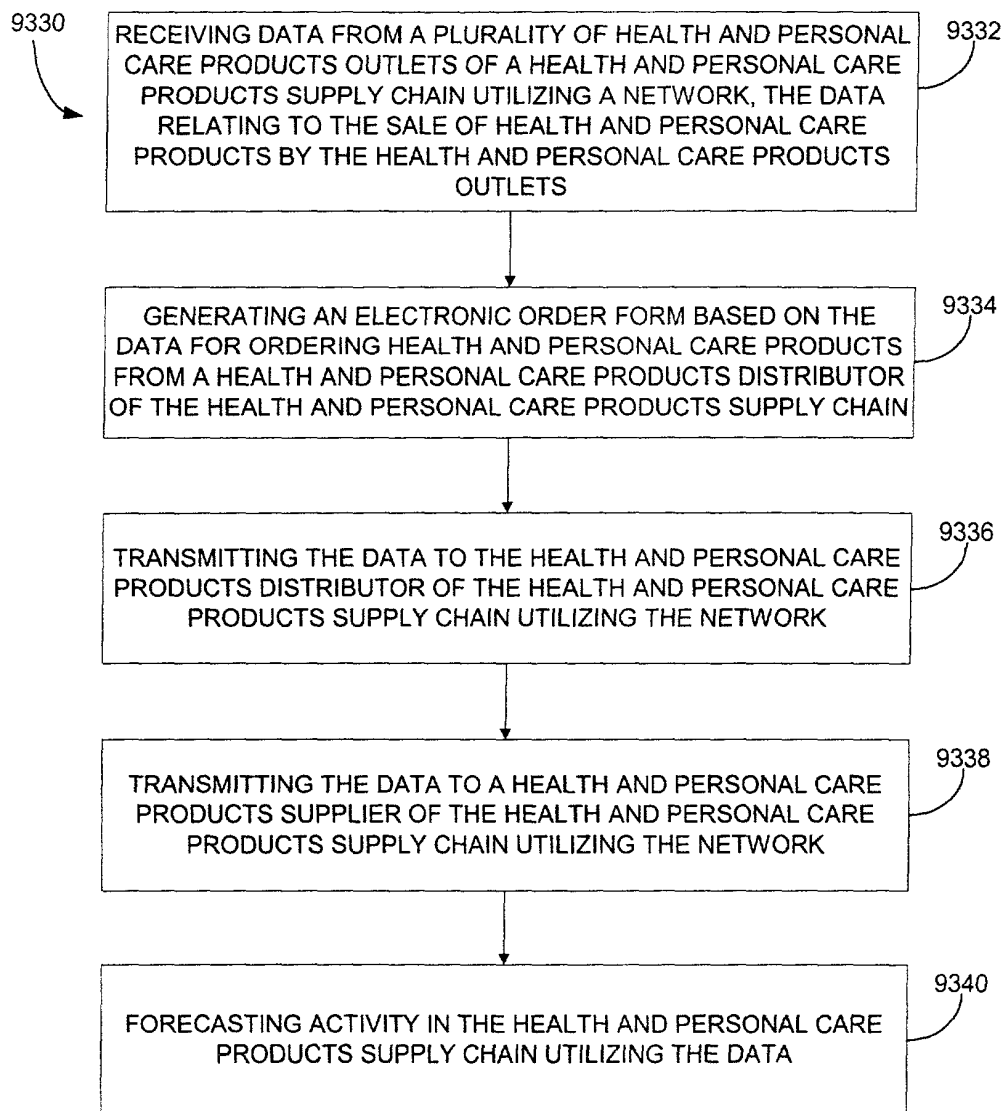 9330
RECEIVING DATA FROM A PLURALITY OF HEALTH AND PERSONAL
CARE PRODUCTS OUTLETS OF A HEALTH AND PERSONAL CARE
PRODUCTS SUPPLY CHAIN UTILIZING A NETWORK, THE DATA
RELATING TO THE SALE OF HEALTH AND PERSONAL CARE
PRODUCTS BY THE HEALTH AND PERSONAL CARE PRODUCTS
OUTLETS
9332
GENERATING AN ELECTRONIC ORDER FORM BASED ON THE
DATA FOR ORDERING HEALTH AND PERSONAL CARE PRODUCTS
FROM A HEALTH AND PERSONAL CARE PRODUCTS DISTRIBUTOR
OF THE HEALTH AND PERSONAL CARE PRODUCTS SUPPLY CHAIN
9334
TRANSMITTING THE DATA TO THE HEALTH AND PERSONAL CARE
PRODUCTS DISTRIBUTOR OF THE HEALTH AND PERSONAL CARE
PRODUCTS SUPPLY CHAIN UTILIZING THE NETWORK
9336
TRANSMITTING THE DATA TO A HEALTH AND PERSONAL CARE
PRODUCTS SUPPLIER OF THE HEALTH AND PERSONAL CARE
PRODUCTS SUPPLY CHAIN UTILIZING THE NETWORK
9338
FORECASTING ACTIVITY IN THE HEALTH AND PERSONAL CARE
PRODUCTS SUPPLY CHAIN UTILIZING THE DATA
9340